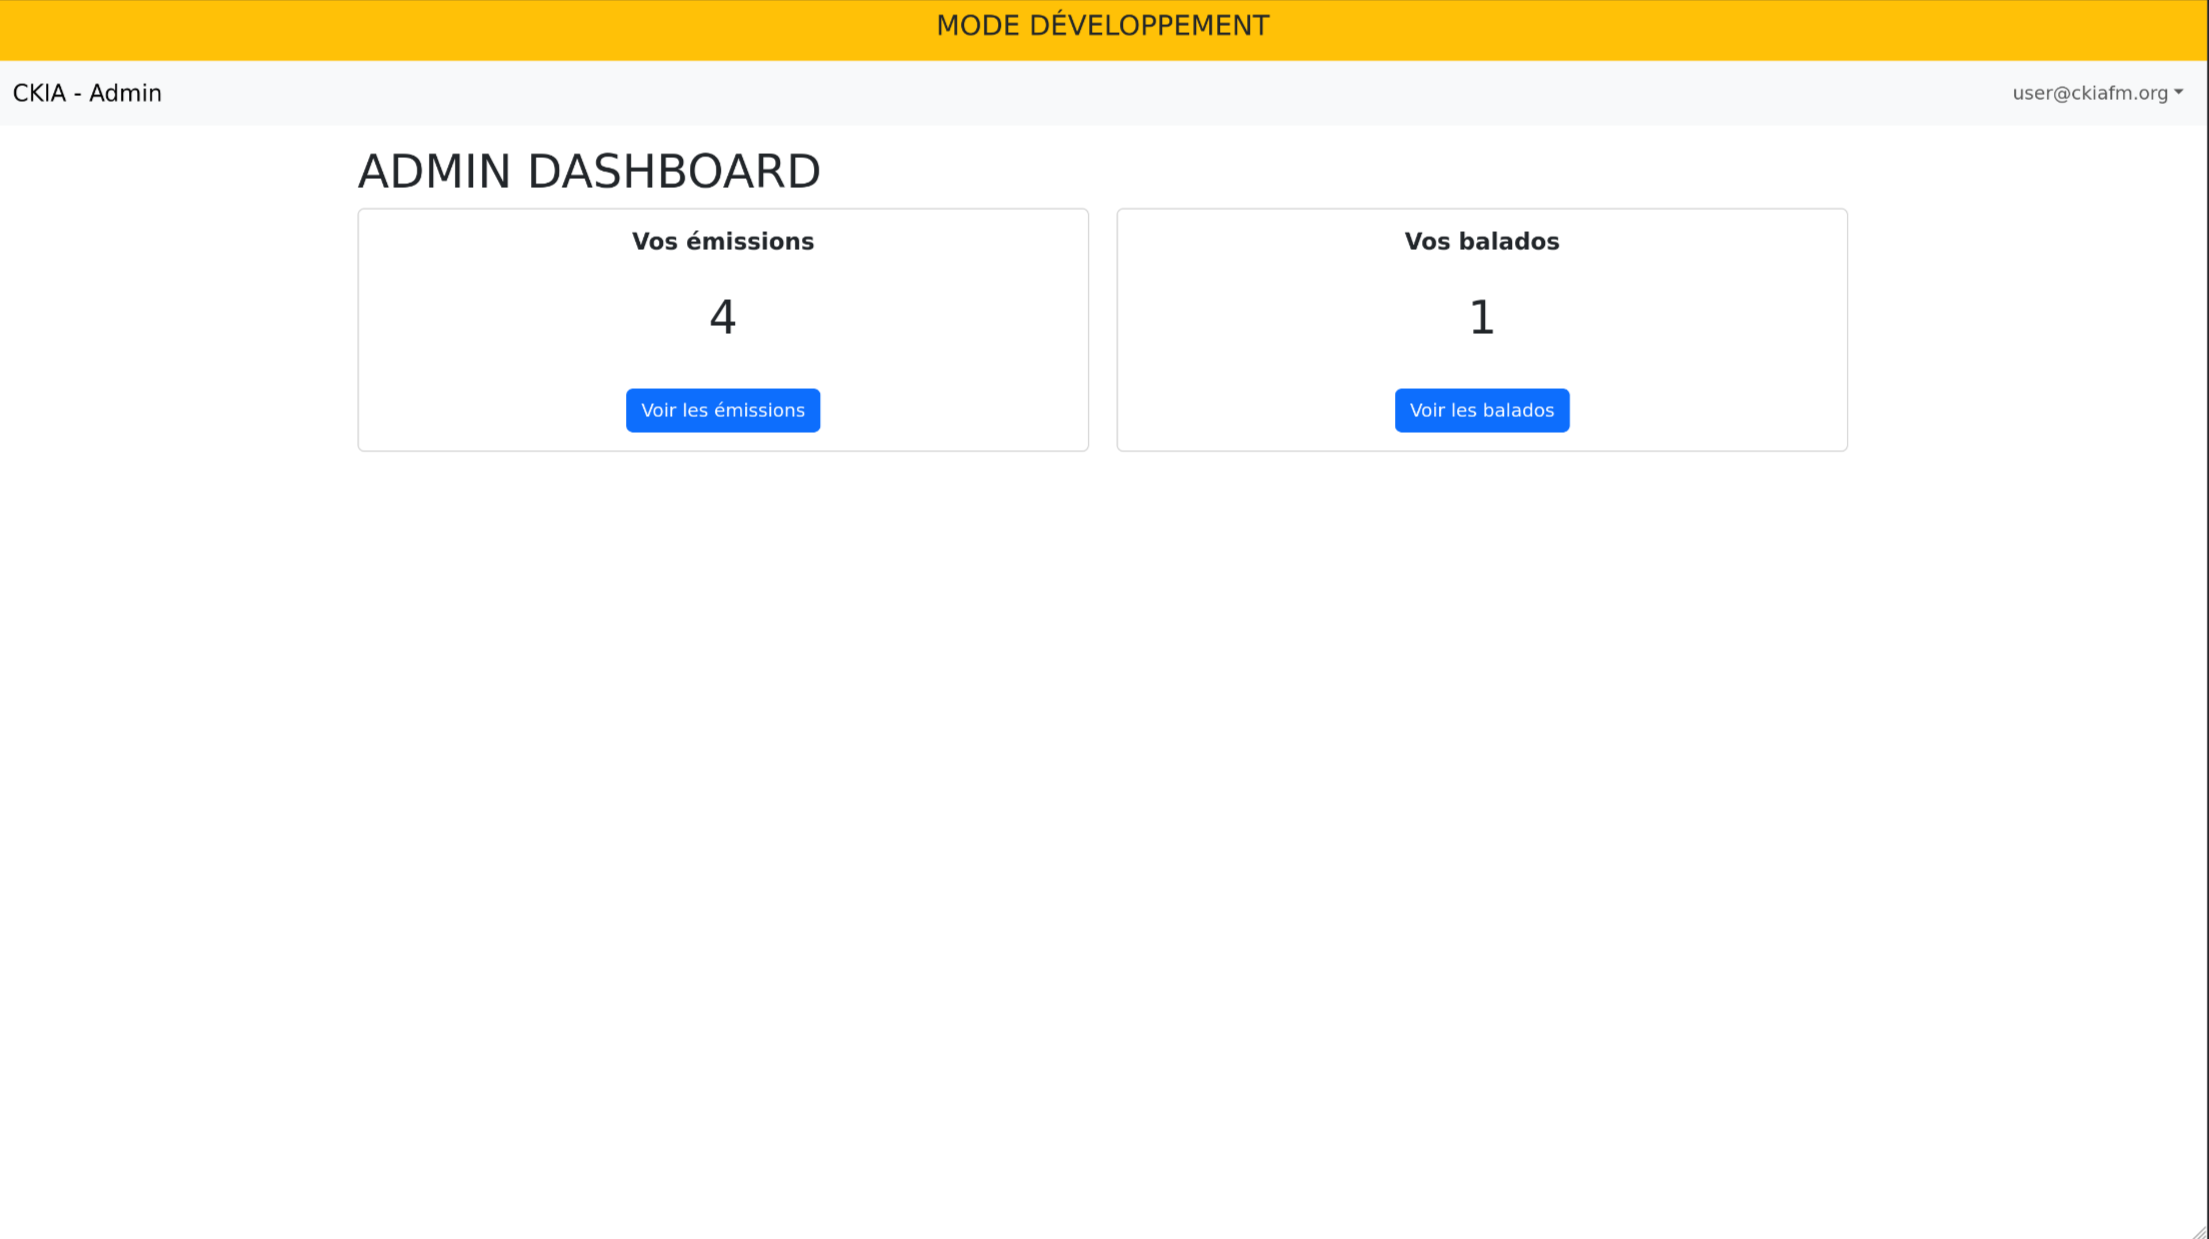 MODE DÉVELOPPEMENT
CKIA - Admin
user@ckiafm.org
ADMIN DASHBOARD
Vos émissions
4
Voir les émissions
Vos balados
1
Voir les balados